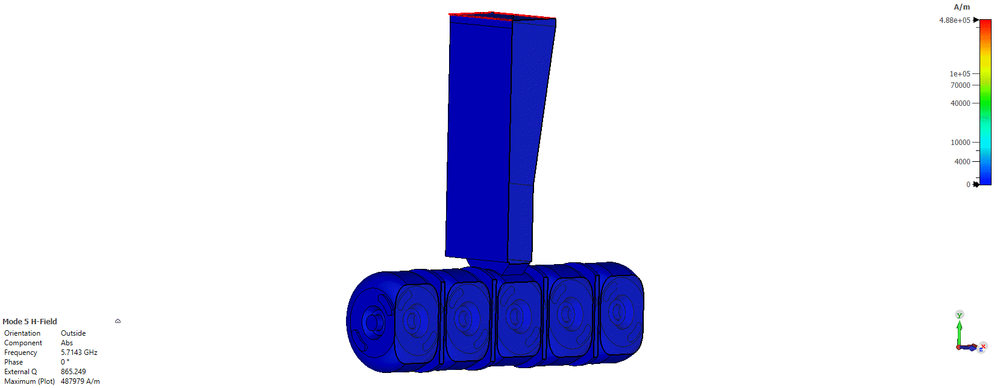 A/m
4.88e+05
1e+05
70000
40000
10000
4000
0
Mode 5 H-Field
Orientation Outside
Component Abs
Frequency 5.7143 GHz
Phase 0 °
External Q 865.249
Maximum (Plot) 487979 A/m
y
x
z